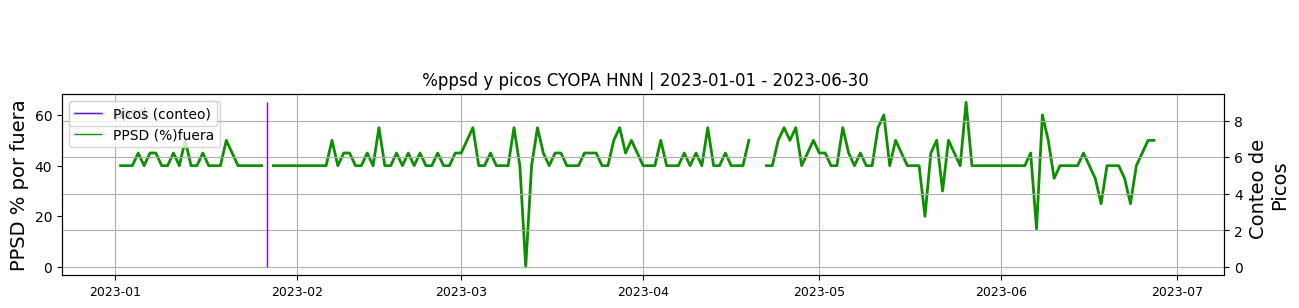 %ppsd y picos CYOPA HNN | 2023-01-01 - 2023-06-30
Picos (conteo)
PPSD (%)fuera
PPSD % por fuera
60
40
20
0
Conteo de
Picos
8
6
4
2
0
2023-01
2023-02
2023-03
2023-04
2023-05
2023-06
2023-07